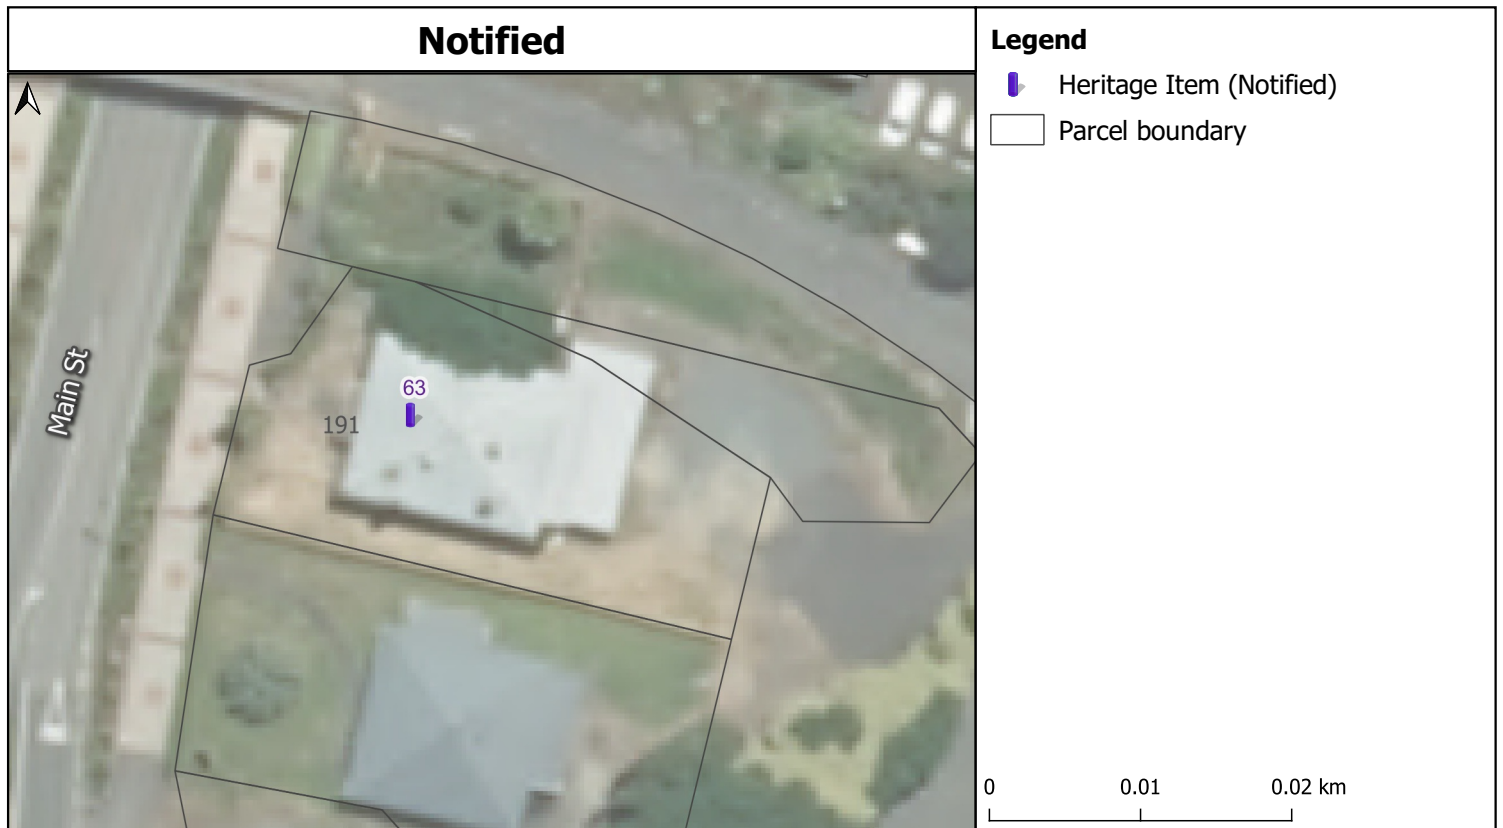 Notified
Legend
Heritage Item (Notified)
Parcel boundary
Main St
63
191
0 0.01 0.02 km